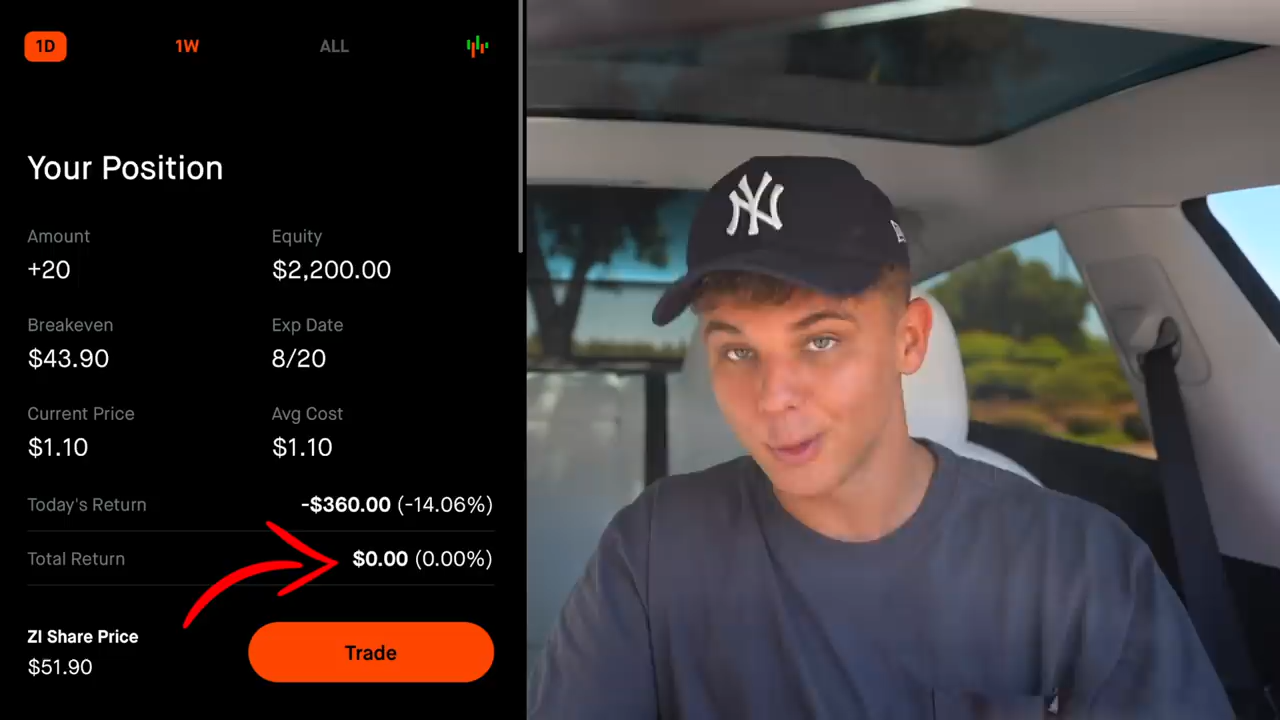 1D 1W ALL
Your Position
Amount Equity
+20 $2,200.00
Breakeven Exp Date
$43.90 8/20
Current Price Avg Cost
$1.10 $1.10
Today's Return -$360.00 (-14.06%)
Total Return $0.00 (0.00%)
ZI Share Price
$51.90
Trade
NY